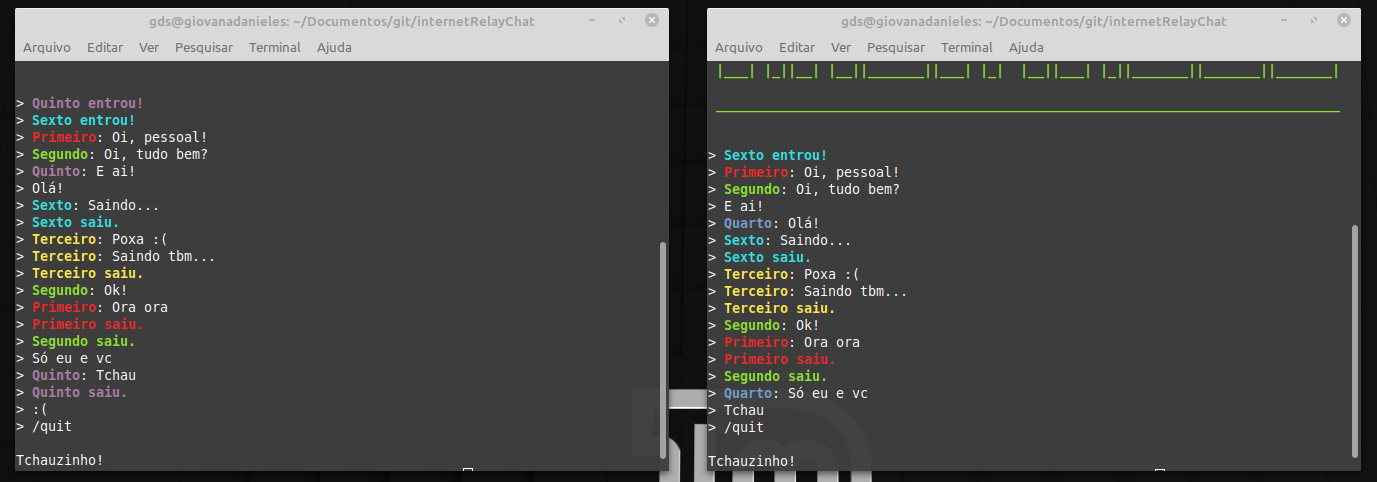 gds@giovanadanieles: ~/Documentos/git/internetRelayChat
Arquivo Editar Ver Pesquisar Terminal Ajuda
> Quinto entrou!
> Sexto entrou!
> Primeiro: Oi, pessoal!
> Segundo: Oi, tudo bem?
> Quinto: E ai!
> Olá!
> Sexto: Saindo...
> Sexto saiu.
> Terceiro: Poxa :(
> Terceiro: Saindo tbm...
> Terceiro saiu.
> Segundo: Ok!
> Primeiro: Ora ora
> Primeiro saiu.
> Segundo saiu.
> Só eu e vc
> Quinto: Tchau
> Quinto saiu.
> :(
> /quit
Tchauzinho!
gds@giovanadanieles: ~/Documentos/git/internetRelayChat
Arquivo Editar Ver Pesquisar Terminal Ajuda
> Sexto entrou!
> Primeiro: Oi, pessoal!
> Segundo: Oi, tudo bem?
> E ai!
> Quarto: Olá!
> Sexto: Saindo...
> Sexto saiu.
> Terceiro: Poxa :(
> Terceiro: Saindo tbm...
> Terceiro saiu.
> Segundo: Ok!
> Primeiro: Ora ora
> Primeiro saiu.
> Segundo saiu.
> Quarto: Só eu e vc
> Tchau
> /quit
Tchauzinho!